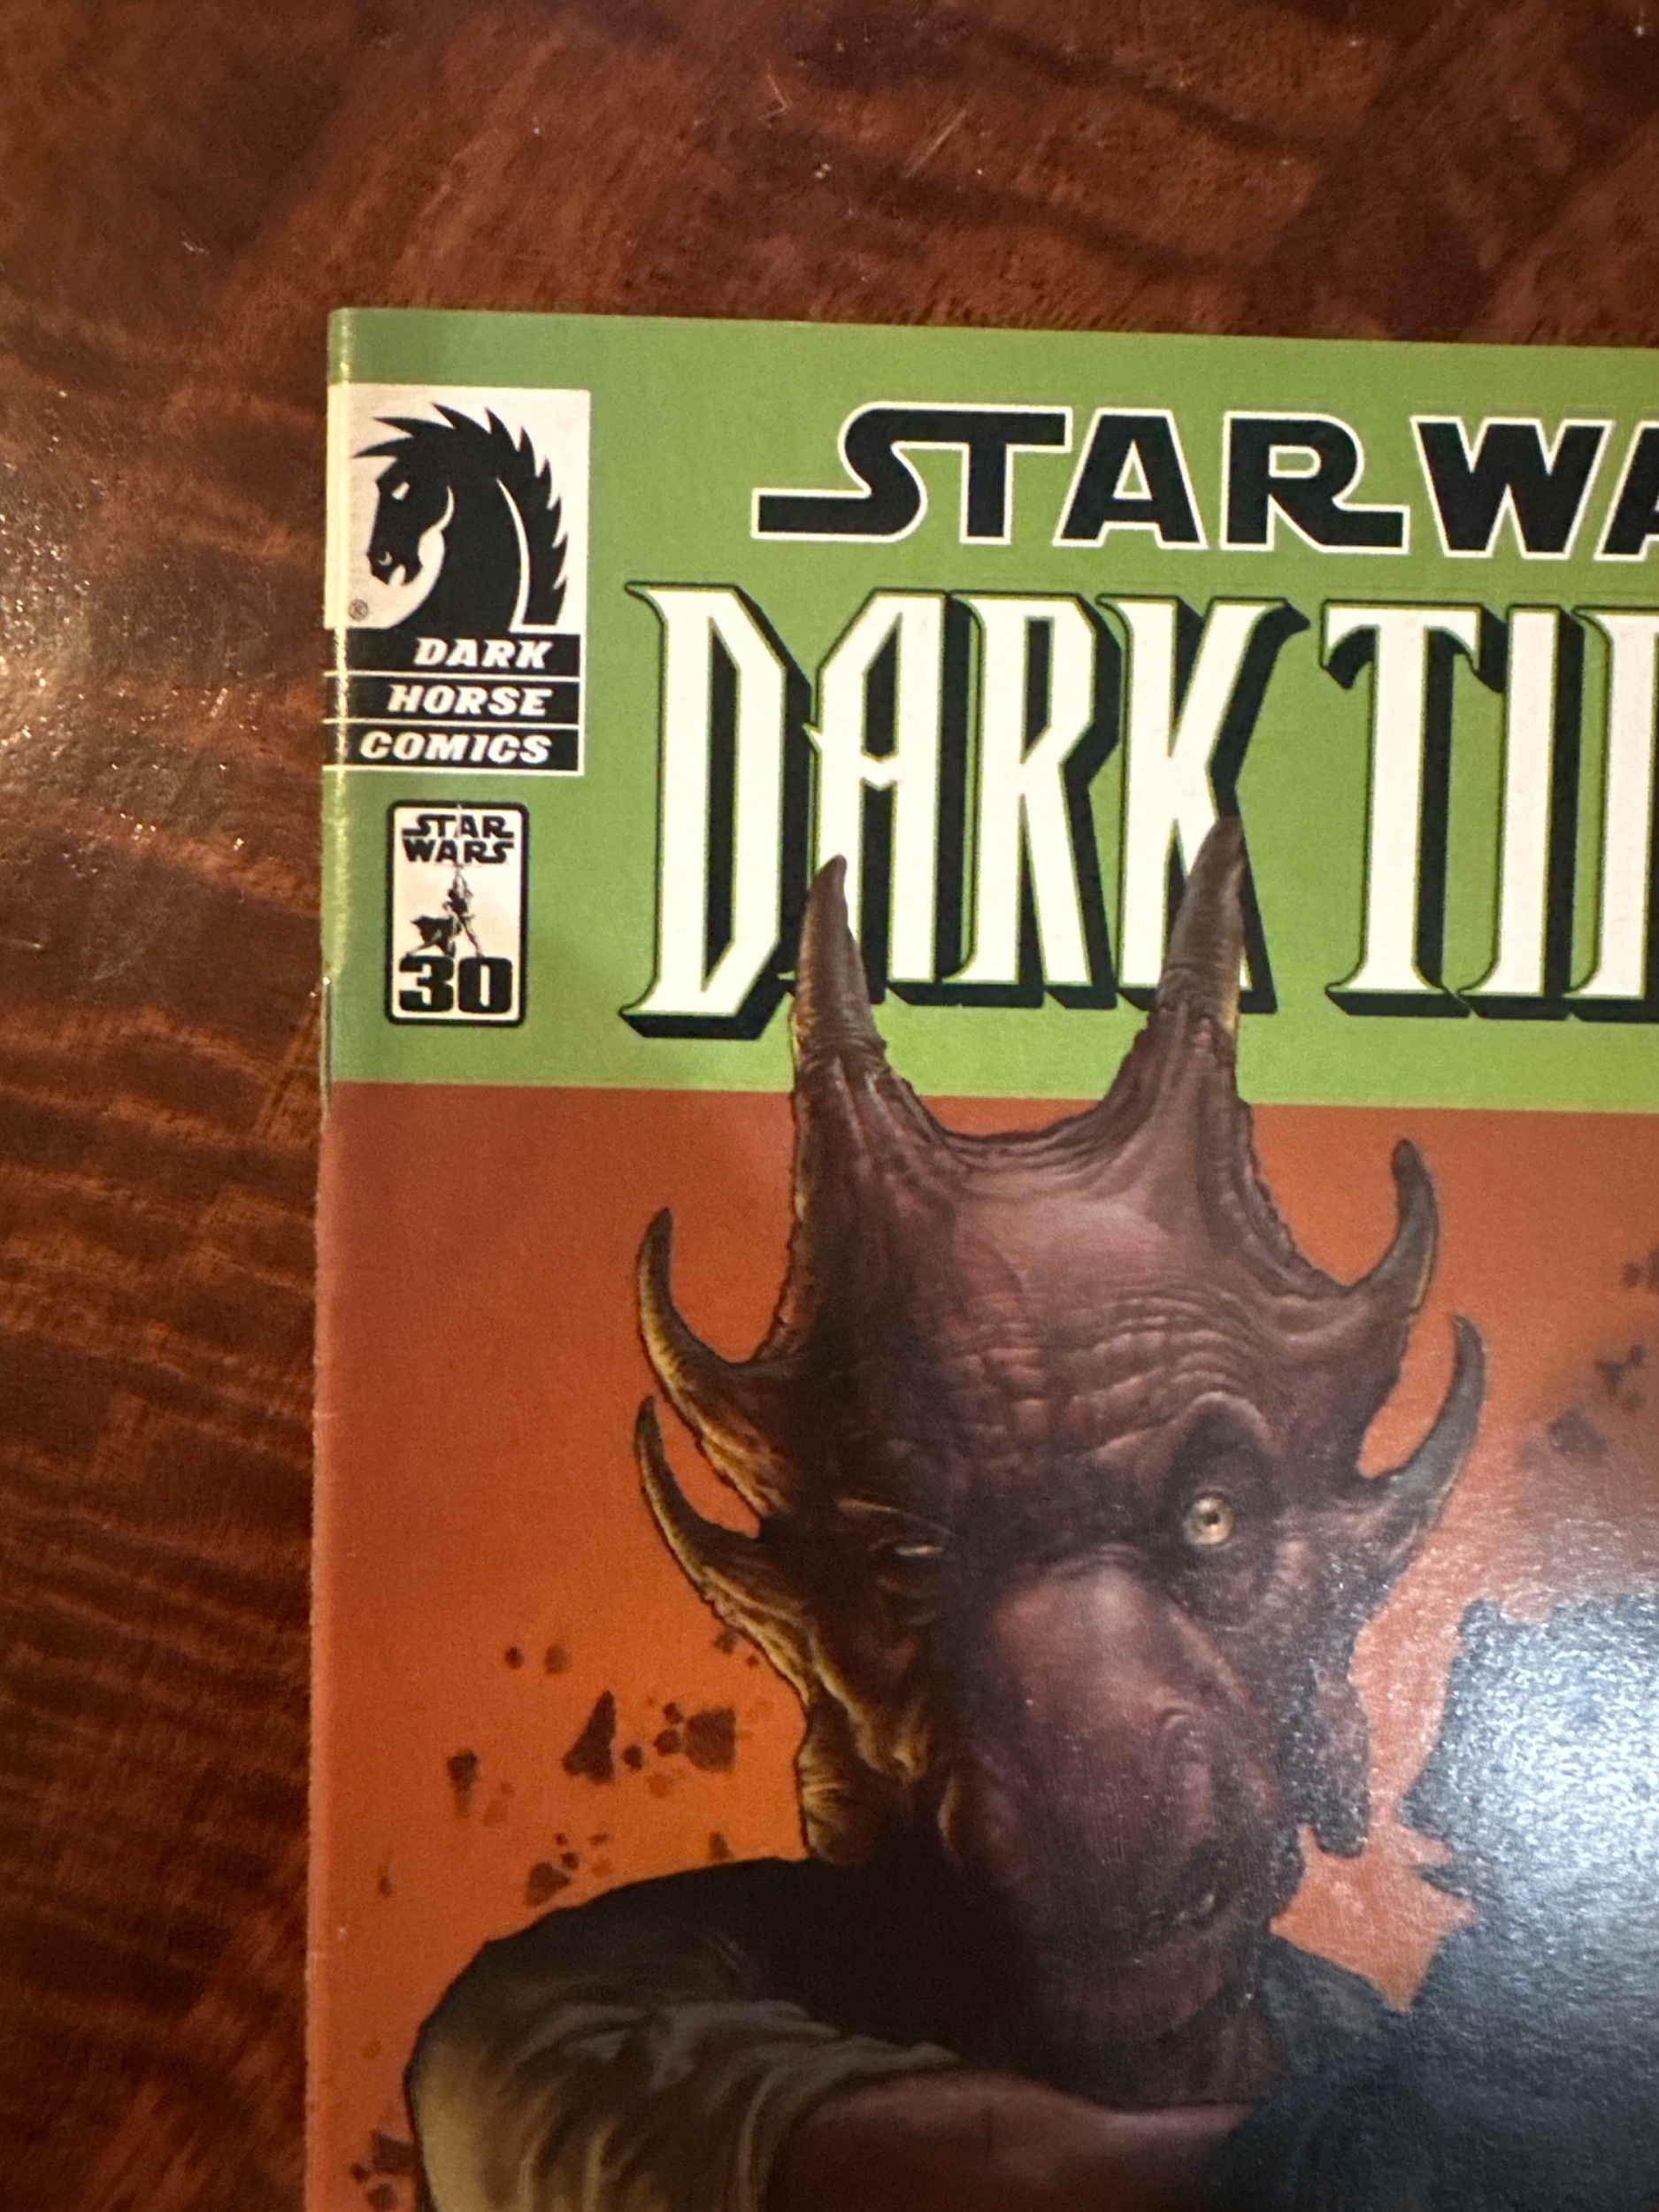 STAR WA
DARK TI
®
DARK
HORSE
COMICS
STAR
WARS
30